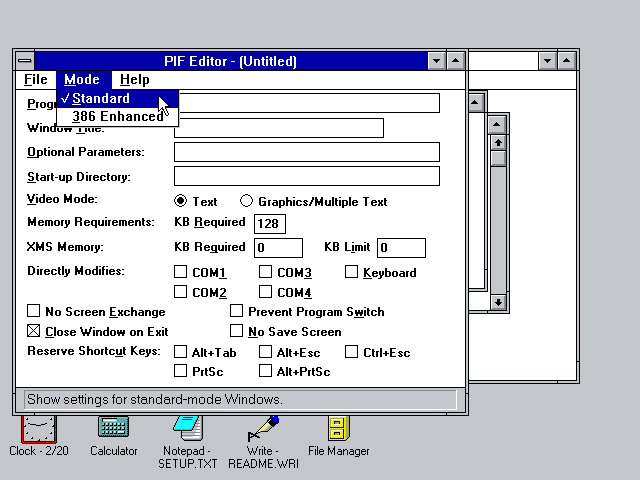 PIF Editor - (Untitled)
File Mode Help
Standard
386 Enhanced
Optional Parameters:
Start-up Directory:
Video Mode: Text Graphics/Multiple Text
Memory Requirements: KB Required 128
XMS Memory: KB Required 0 KB Limit 0
Directly Modifies: COM1 COM3 Keyboard
COM2 COM4
No Screen Exchange Prevent Program Switch
Close Window on Exit No Save Screen
Reserve Shortcut Keys: Alt+Tab Alt+Esc Ctrl+Esc
PrtSc Alt+PrtSc
Show settings for standard-mode Windows.
Clock - 2/20 Calculator Notepad - SETUP.TXT Write - README.WRI File Manager